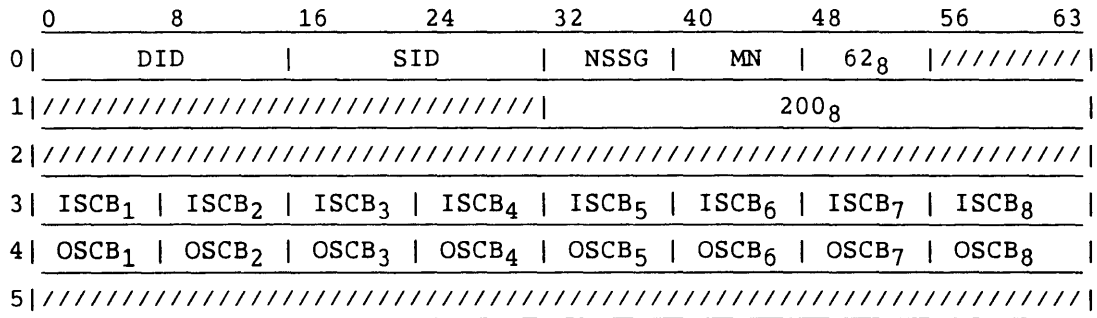 0 8 16 24 32 40 48 56 63
0| DID | SID | NSSG | MN | 62₈ |/////////|
1|///////////////////////////////| 200₈ |
2|/////////////////////////////////////////////////////////////////|
3| ISCB₁ | ISCB₂ | ISCB₃ | ISCB₄ | ISCB₅ | ISCB₆ | ISCB₇ | ISCB₈ |
4| OSCB₁ | OSCB₂ | OSCB₃ | OSCB₄ | OSCB₅ | OSCB₆ | OSCB₇ | OSCB₈ |
5|/////////////////////////////////////////////////////////////////|